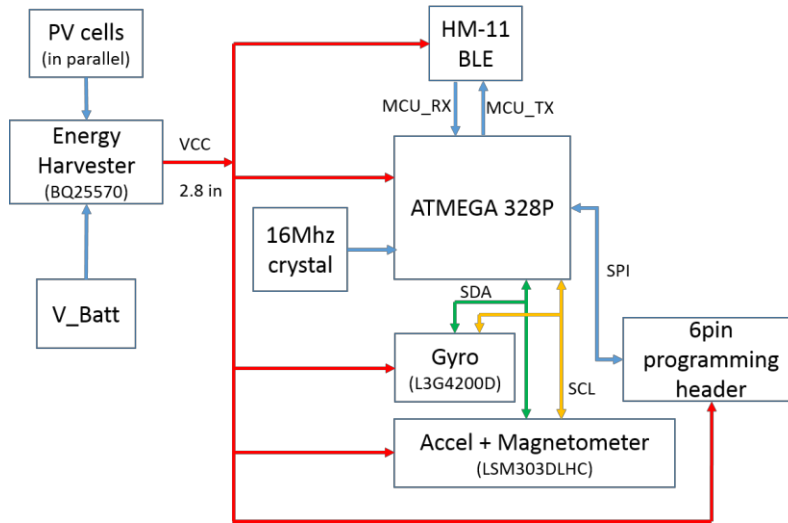 PV cells
(in parallel)
HM-11
BLE
MCU_RX
MCU_TX
Energy
Harvester
(BQ25570)
VCC
2.8 in
ATMEGA 328P
16Mhz
crystal
V_Batt
SPI
SDA
Gyro
(L3G4200D)
SCL
6pin
programming
header
Accel + Magnetometer
(LSM303DLHC)